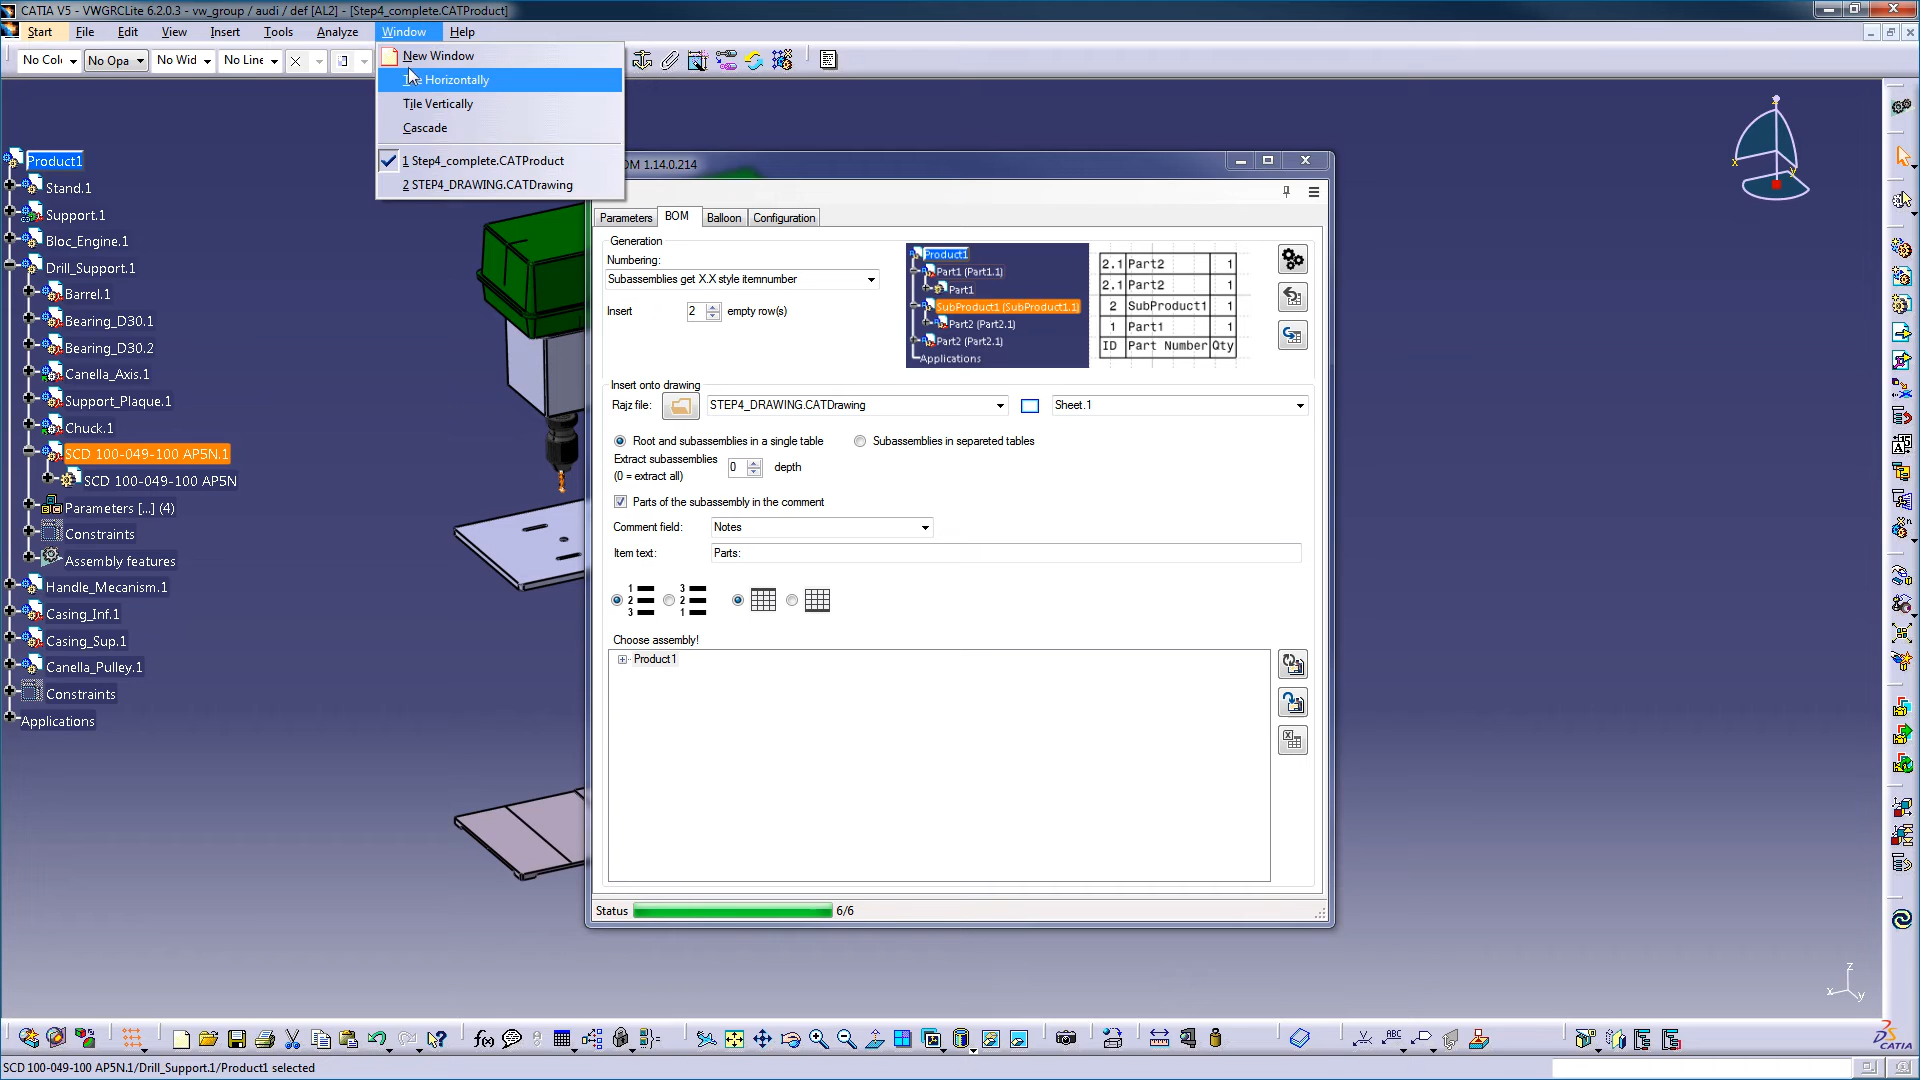 CATIA V5 - VWGRCLite 6.2.0.3 - vw_group / audi / def [AL2] - [Step4_complete.CATProduct]
Start File Edit View Insert Tools Analyze Window Help
No Col No Opa No Wid No Line
New Window
Horizontally
Tile Vertically
Cascade
1 Step4_complete.CATProduct
2 STEP4_DRAWING.CATDrawing
Product1
Stand.1
Support.1
Bloc_Engine.1
Drill_Support.1
Barrel.1
Bearing_D30.1
Bearing_D30.2
Canella_Axis.1
Support_Plaque.1
Chuck.1
SCD 100-049-100 AP5N.1
SCD 100-049-100 AP5N
Parameters [...] (4)
Constraints
Assembly features
Handle_Mecanism.1
Casing_Inf.1
Casing_Sup.1
Canella_Pulley.1
Constraints
Applications
OM 1.14.0.214
Parameters BOM Balloon Configuration
Generation
Numbering:
Subassemblies get X.X style itemnumber
Insert 2 empty row(s)
Product1
Part1 (Part1.1)
Part1
SubProduct1 (SubProduct1.1)
Part2 (Part2.1)
Part2 (Part2.1)
Applications
2.1 Part2 1
2.1 Part2 1
2 SubProduct1 1
1 Part1 1
ID Part Number Qty
Insert onto drawing
Rajz file: STEP4_DRAWING.CATDrawing Sheet.1
Root and subassemblies in a single table Subassemblies in separeted tables
Extract subassemblies
(0 = extract all) 0 depth
Parts of the subassembly in the comment
Comment field: Notes
Item text: Parts:
1 3
2 2
3 1
Choose assembly!
Product1
Status 6/6
z
x y
CATIA
SCD 100-049-100 AP5N.1/Drill_Support.1/Product1 selected